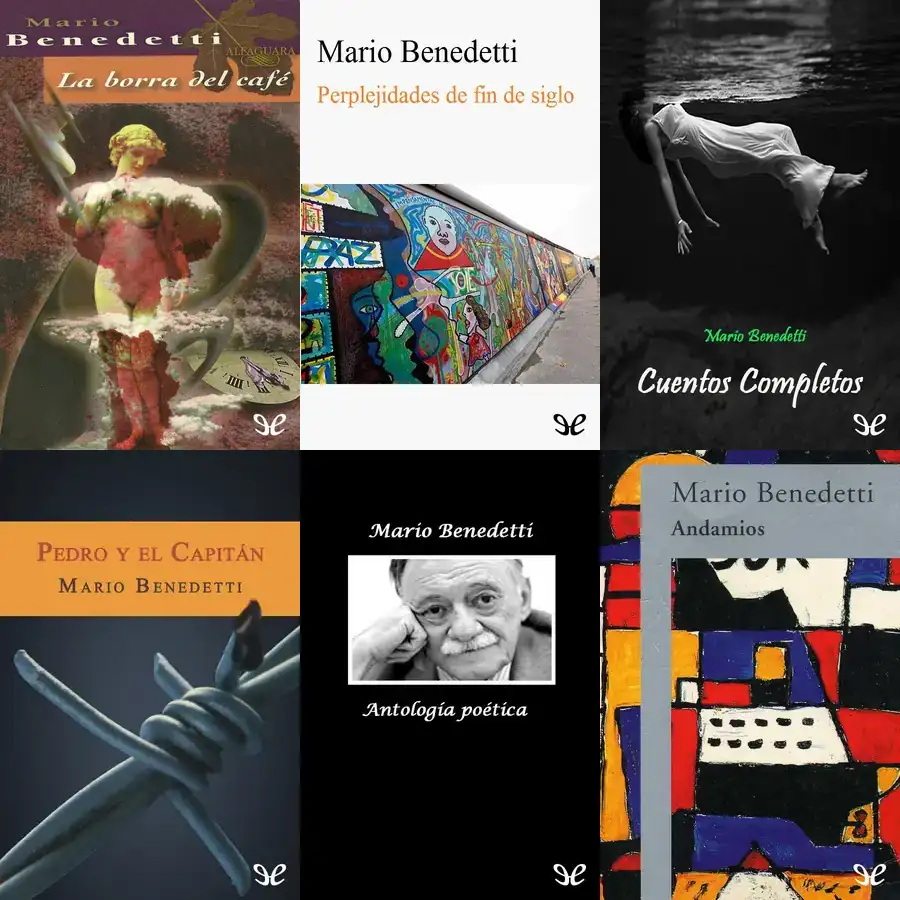 Mario
Benedetti
ALFAGUARA
La borra del café
Mario Benedetti
Perplejidades de fin de siglo
PAZ
Mario Benedetti
Cuentos Completos
PEDRO Y EL CAPITÁN
MARIO BENEDETTI
Mario Benedetti
Antología poética
Mario Benedetti
Andamios